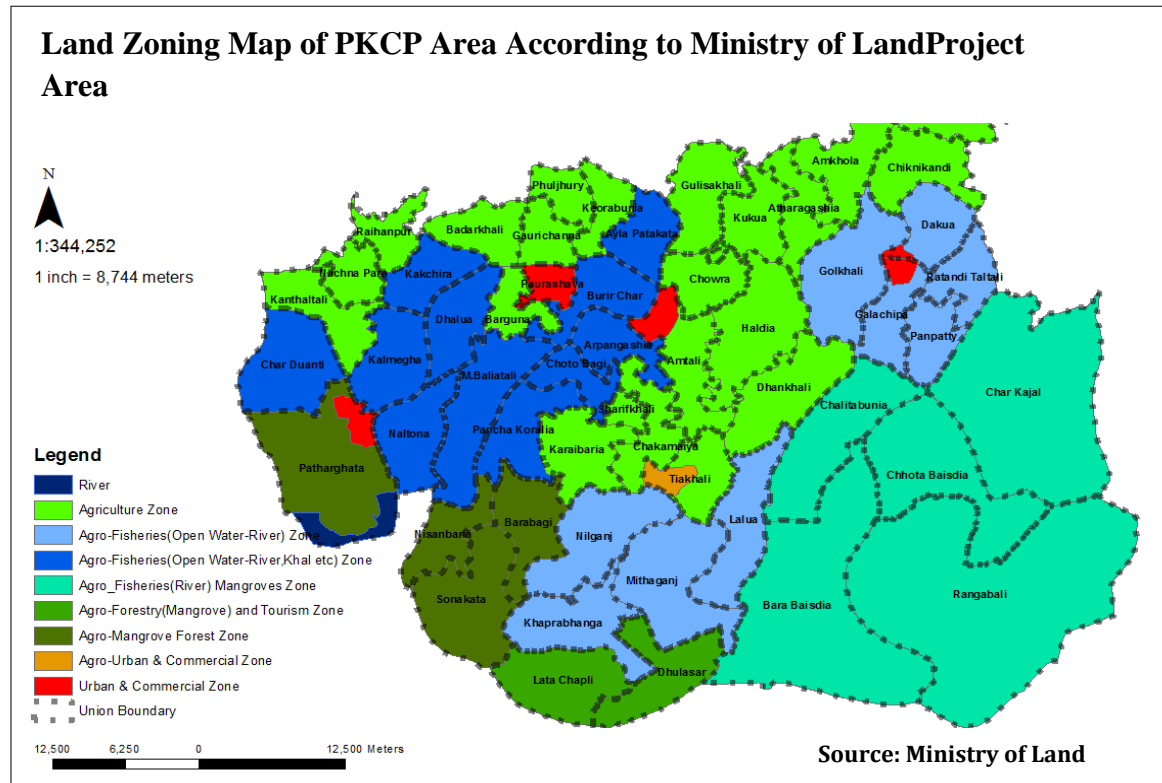 Land Zoning Map of PKCP Area According to Ministry of LandProject
Area
N
1:344,252
1 inch = 8,744 meters
Amkhola
Chiknikandi
Phuljhury
Gulisakhali
Keorabunia
Kukua
Atharagashia
Raihanpur
Badarkhali
Gaurichanna
Ayla Patakata
Dakua
Nachna Para
Kakchira
Golkhali
Ratandi Taltali
Kanthaltali
Paurashava
Burir Char
Chowra
Dhalua
Barguna
Galachipa
Haldia
Panpatty
Char Duanti
Kalmegha
Arpangashia
Amtali
M.Baliatali
Choto Bagi
Dhankhali
Char Kajal
Sharifkhali
Chalitabunia
Naltona
Pancha Koralia
Karaibaria
Chakamaiya
Patharghata
Tiakhali
Chhota Baisdia
Lalua
Barabagi
Nisanbaria
Nilganj
Mithaganj
Sonakata
Rangabali
Bara Baisdia
Khaprabhanga
Dhulasar
Lata Chapli
Legend
River
Agriculture Zone
Agro-Fisheries(Open Water-River) Zone
Agro-Fisheries(Open Water-River,Khal etc) Zone
Agro_Fisheries(River) Mangroves Zone
Agro-Forestry(Mangrove) and Tourism Zone
Agro-Mangrove Forest Zone
Agro-Urban & Commercial Zone
Urban & Commercial Zone
Union Boundary
12,500 6,250 0 12,500 Meters
Source: Ministry of Land